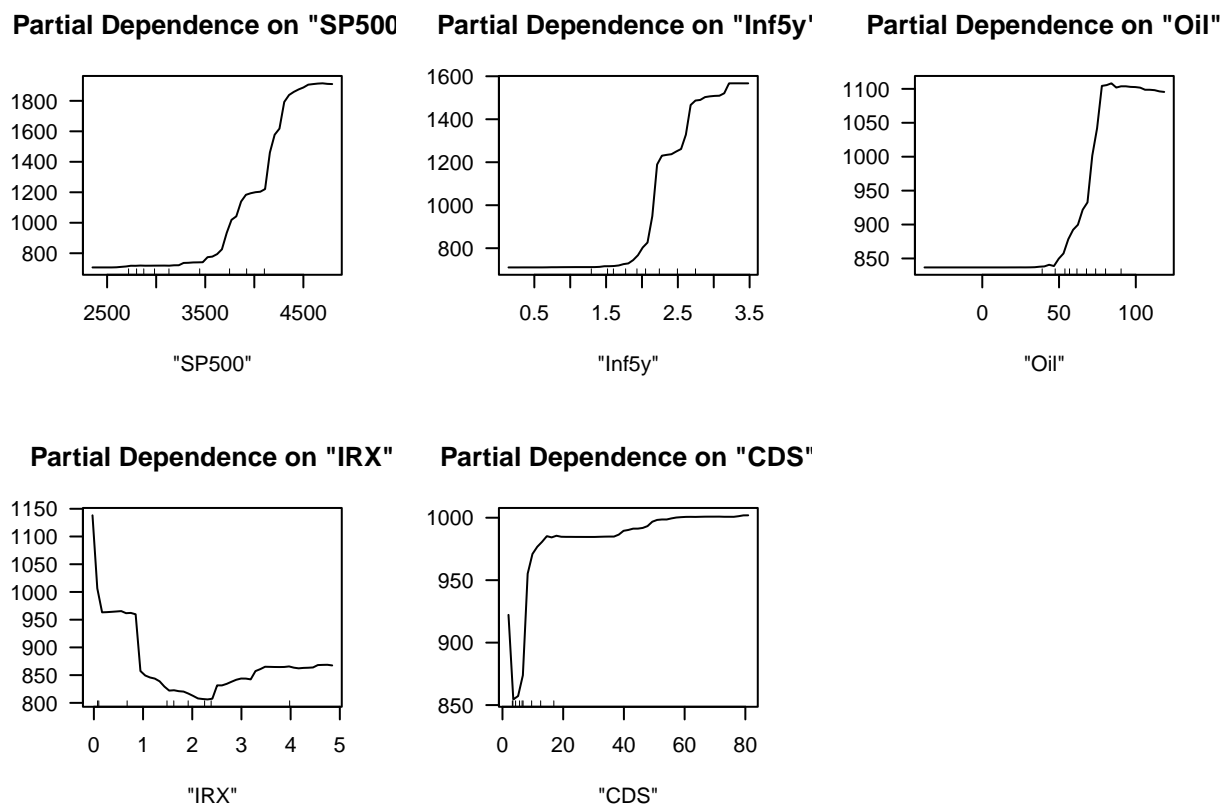 Partial Dependence on "SP500
1800
1600
1400
1200
1000
800
2500 3500 4500
"SP500"
Partial Dependence on "Inf5y'
1600
1400
1200
1000
800
0.5 1.5 2.5 3.5
"Inf5y"
Partial Dependence on "Oil"
1100
1050
1000
950
900
850
0 50 100
"Oil"
Partial Dependence on "IRX"
1150
1100
1050
1000
950
900
850
800
0 1 2 3 4 5
"IRX"
Partial Dependence on "CDS"
1000
950
900
850
0 20 40 60 80
"CDS"